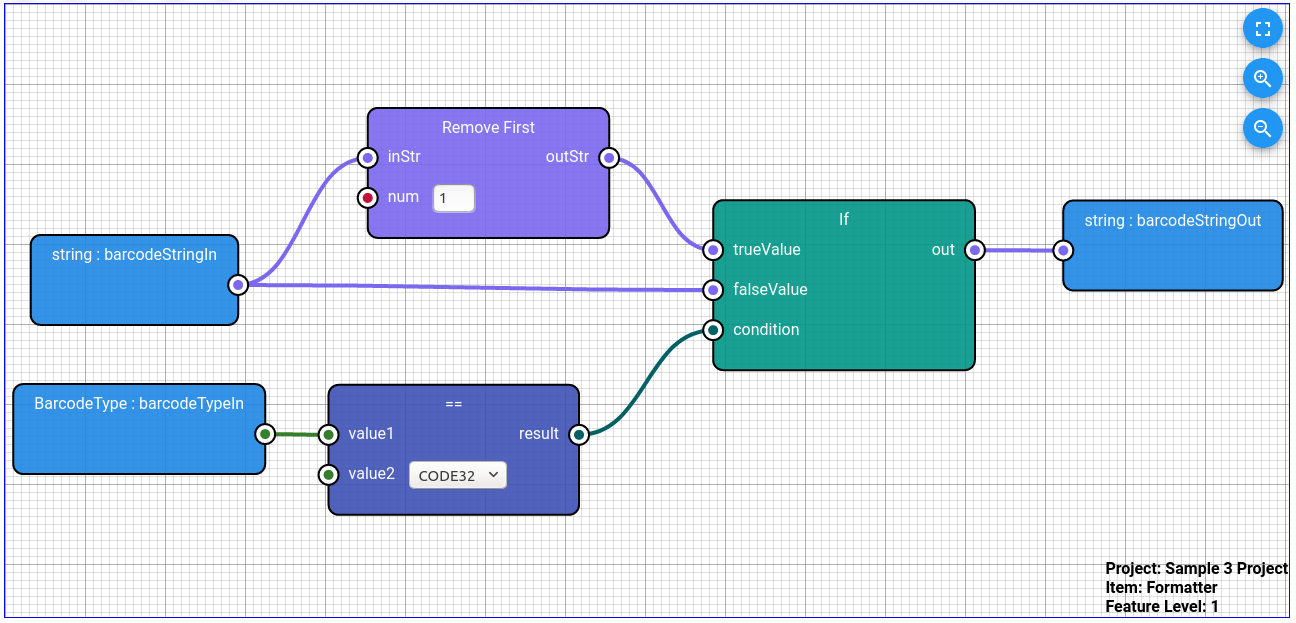 Remove First
inStr outStr
num 1
string : barcodeStringIn
If
trueValue out
falseValue
condition
string : barcodeStringOut
BarcodeType : barcodeTypeIn
==
value1 result
value2 CODE32
Project: Sample 3 Project
Item: Formatter
Feature Level: 1